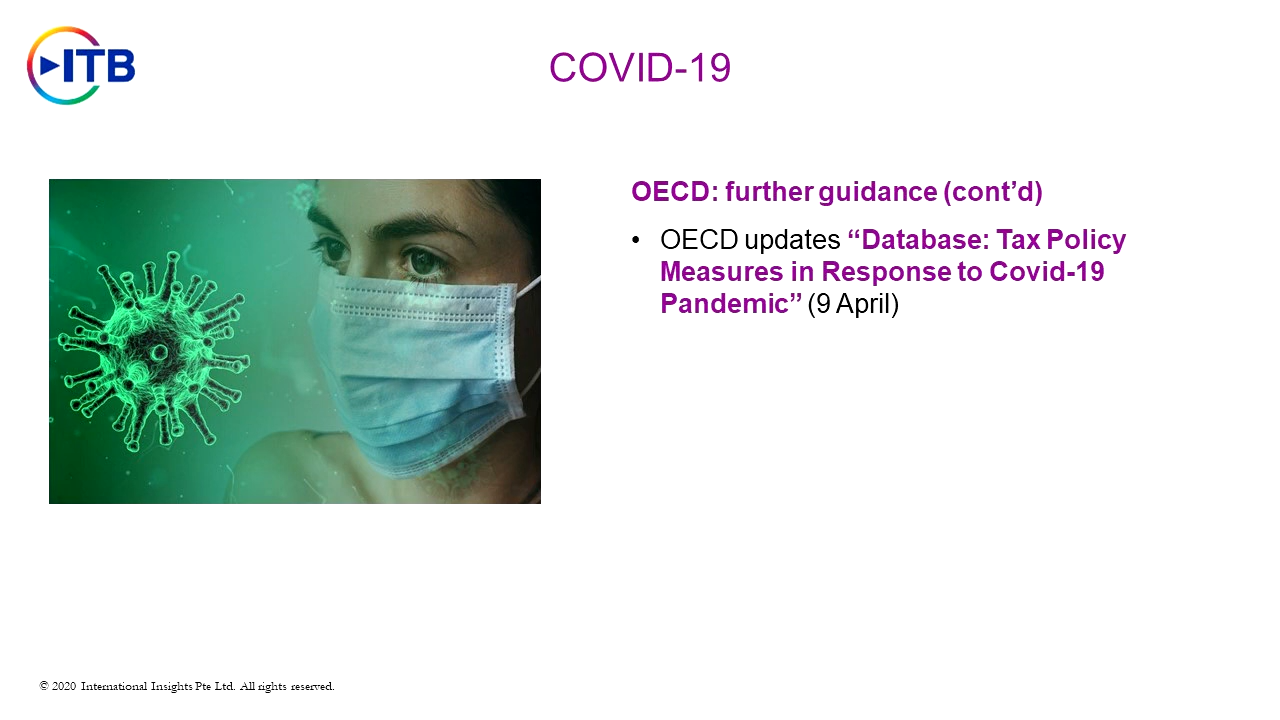 ITB
COVID-19
OECD: further guidance (cont’d)
• OECD updates “Database: Tax Policy
Measures in Response to Covid-19
Pandemic” (9 April)
© 2020 International Insights Pte Ltd. All rights reserved.